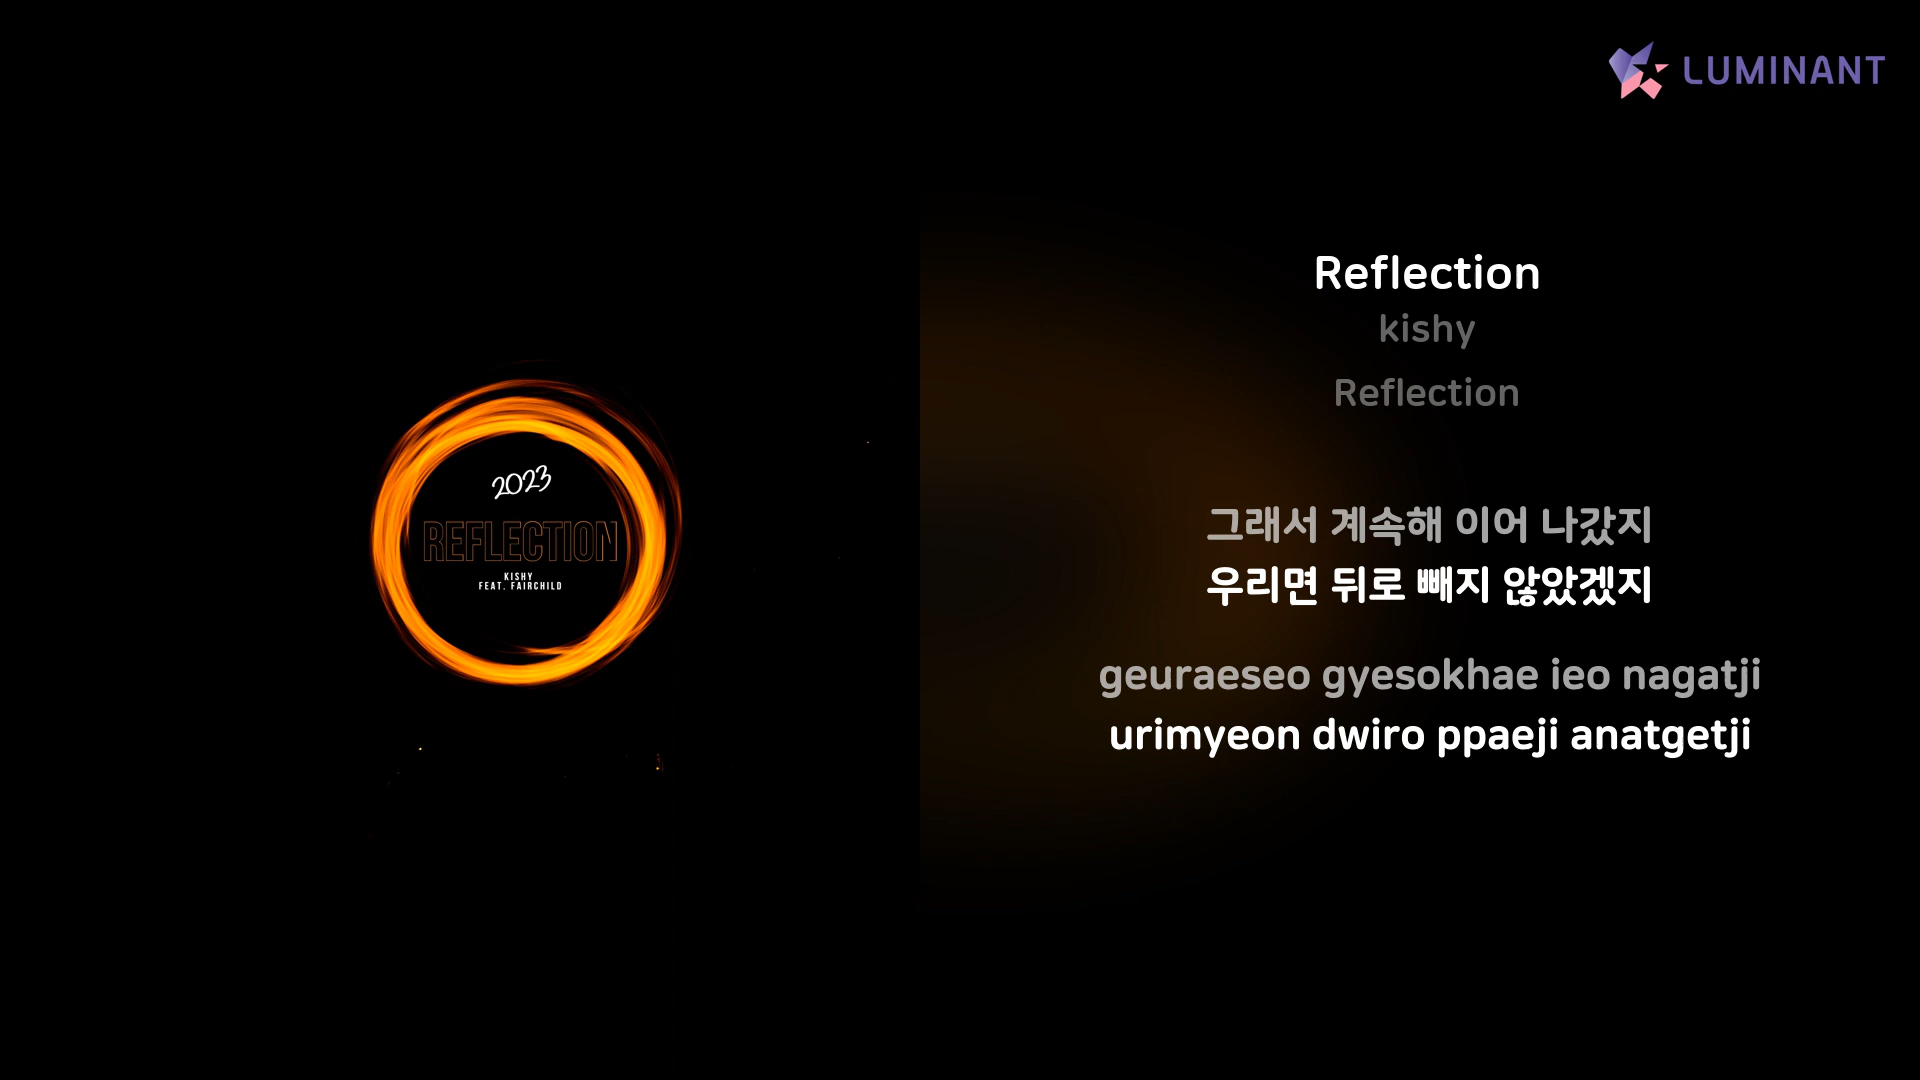 LUMINANT
2023
REFLECTION
KISHY
FEAT. FAIRCHILD
Reflection
kishy
Reflection
그래서 계속해 이어 나갔지
우리면 뒤로 빼지 않았겠지
geuraeseo gyesokhae ieo nagatji
urimyeon dwiro ppaeji anatgetji